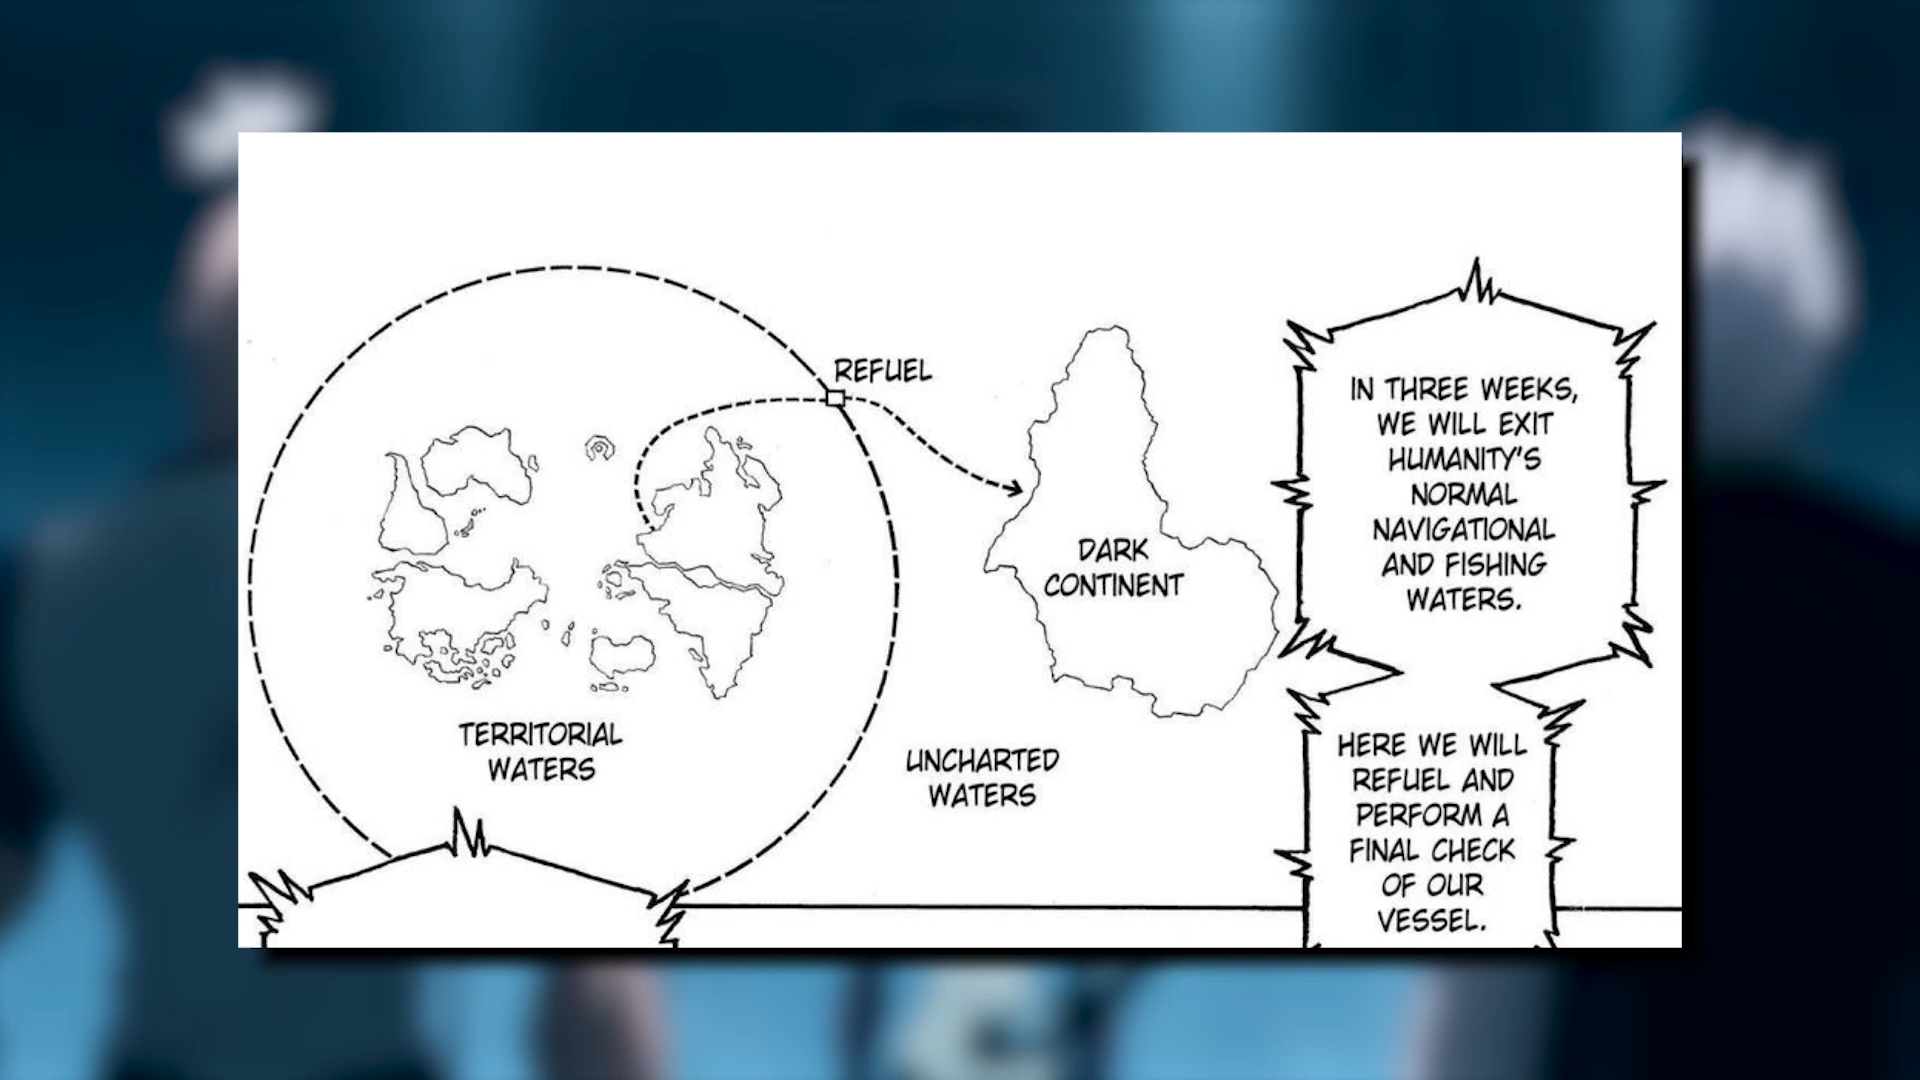 REFUEL
DARK
CONTINENT
TERRITORIAL
WATERS
UNCHARTED
WATERS
IN THREE WEEKS,
WE WILL EXIT
HUMANITY'S
NORMAL
NAVIGATIONAL
AND FISHING
WATERS.
HERE WE WILL
REFUEL AND
PERFORM A
FINAL CHECK
OF OUR
VESSEL.